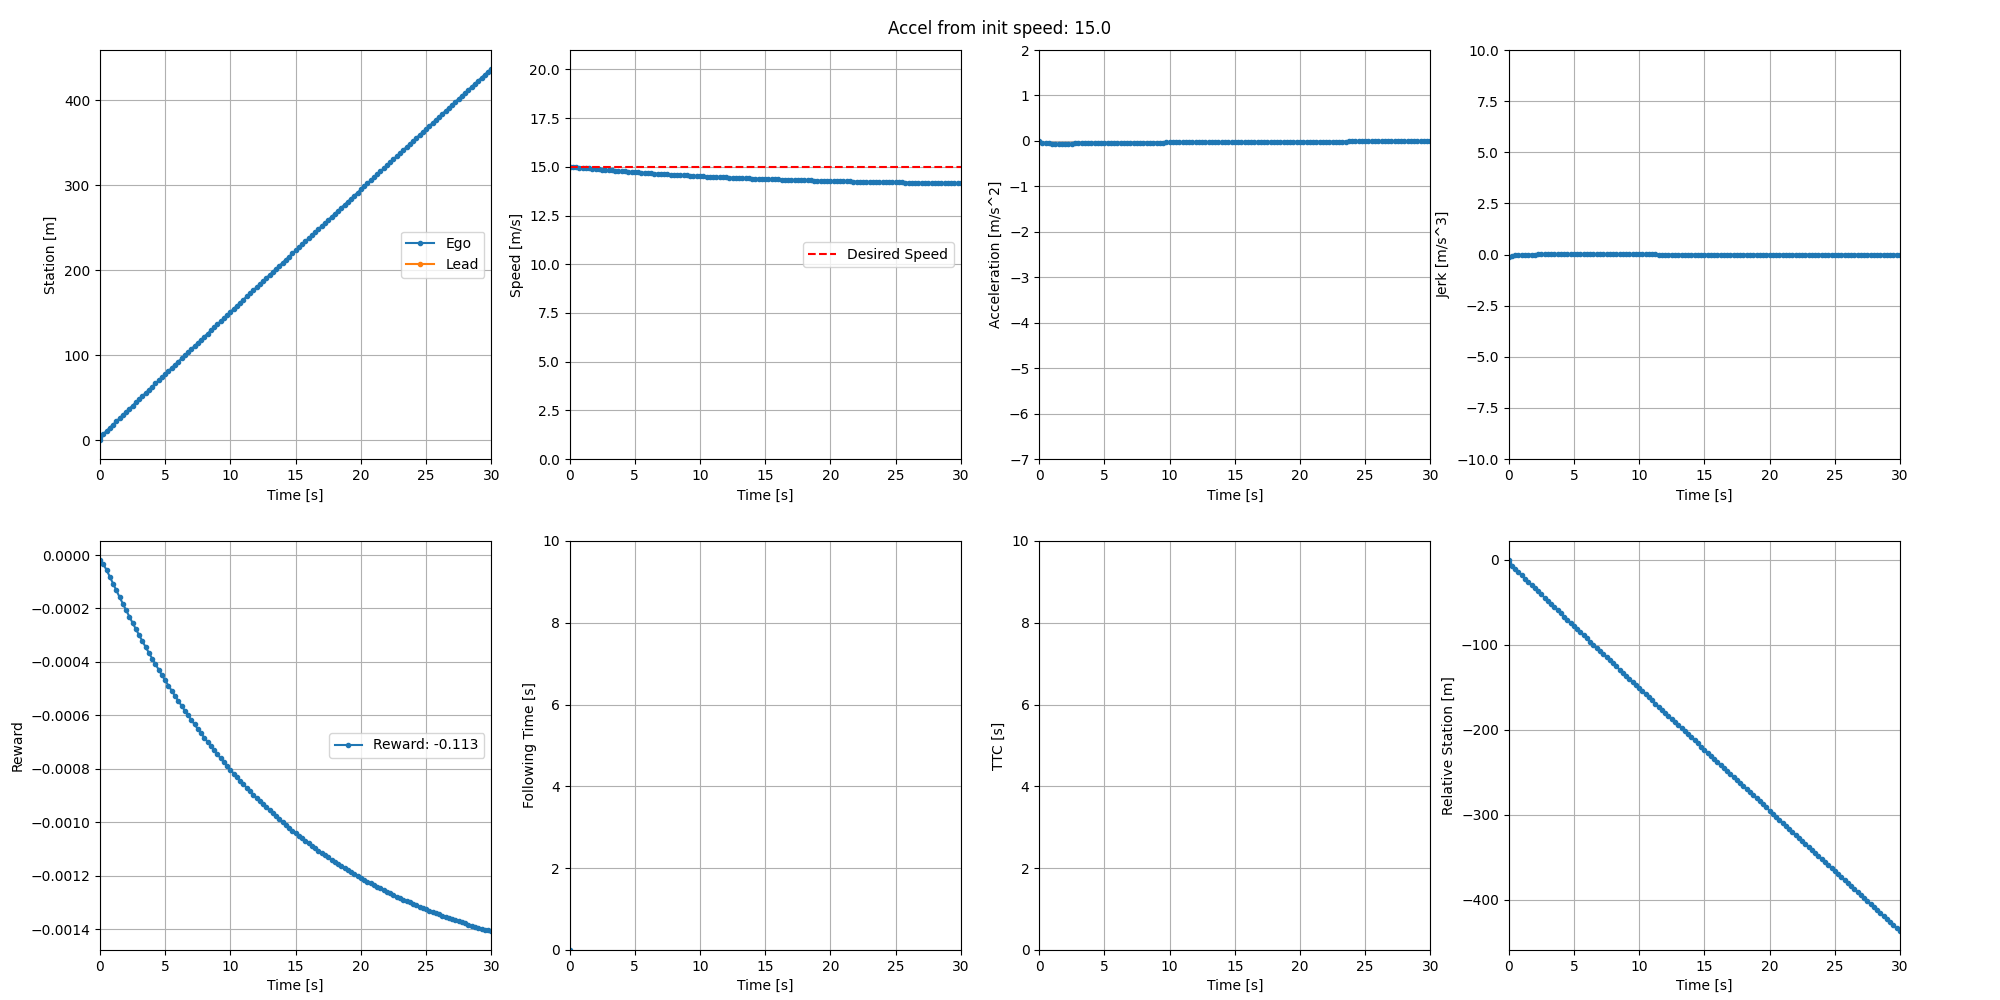 Accel from init speed: 15.0
400
300
200
100
0
Station [m]
Ego
Lead
0 5 10 15 20 25 30
Time [s]
20.0
17.5
15.0
12.5
10.0
7.5
5.0
2.5
0.0
Speed [m/s]
Desired Speed
0 5 10 15 20 25 30
Time [s]
2
1
0
−1
−2
−3
−4
−5
−6
−7
Acceleration [m/s^2]
0 5 10 15 20 25 30
Time [s]
10.0
7.5
5.0
2.5
0.0
−2.5
−5.0
−7.5
−10.0
Jerk [m/s^3]
0 5 10 15 20 25 30
Time [s]
0.0000
−0.0002
−0.0004
−0.0006
−0.0008
−0.0010
−0.0012
−0.0014
Reward
Reward: -0.113
0 5 10 15 20 25 30
Time [s]
10
8
6
4
2
0
Following Time [s]
0 5 10 15 20 25 30
Time [s]
10
8
6
4
2
0
TTC [s]
0 5 10 15 20 25 30
Time [s]
0
−100
−200
−300
−400
Relative Station [m]
0 5 10 15 20 25 30
Time [s]